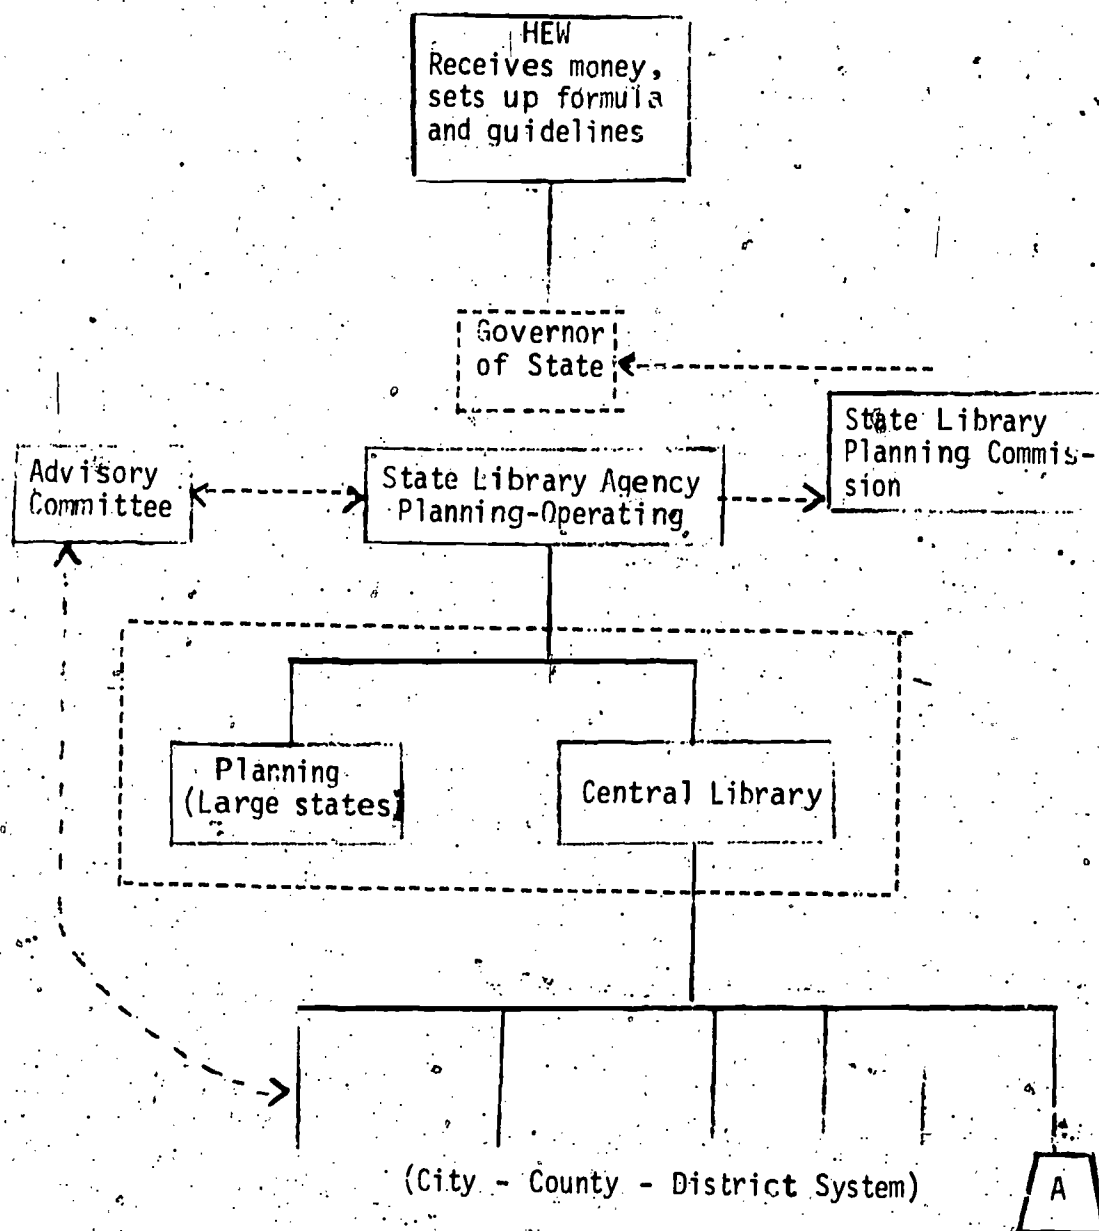 HEW
Receives money,
sets up formula
and guidelines
Governor
of State
State Library
Planning Commis-
sion
Advisory
Committee
State Library Agency
Planning-Operating
Planning
(Large states)
Central Library
(City - County - District System)
A